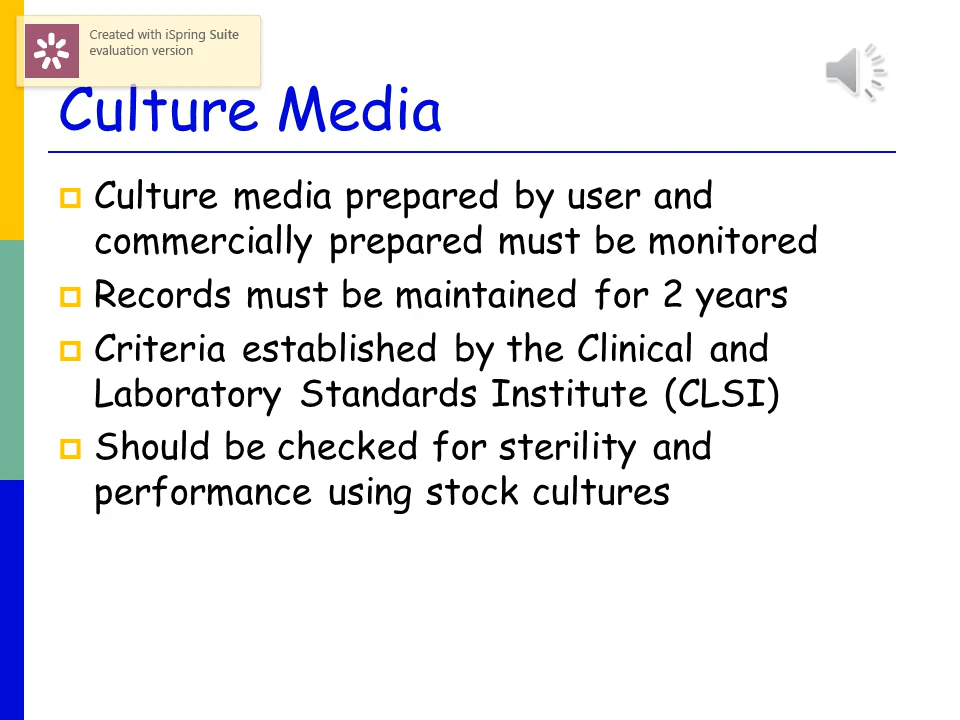 Created with iSpring Suite
evaluation version
Culture Media
Culture media prepared by user and
commercially prepared must be monitored
Records must be maintained for 2 years
Criteria established by the Clinical and
Laboratory Standards Institute (CLSI)
Should be checked for sterility and
performance using stock cultures